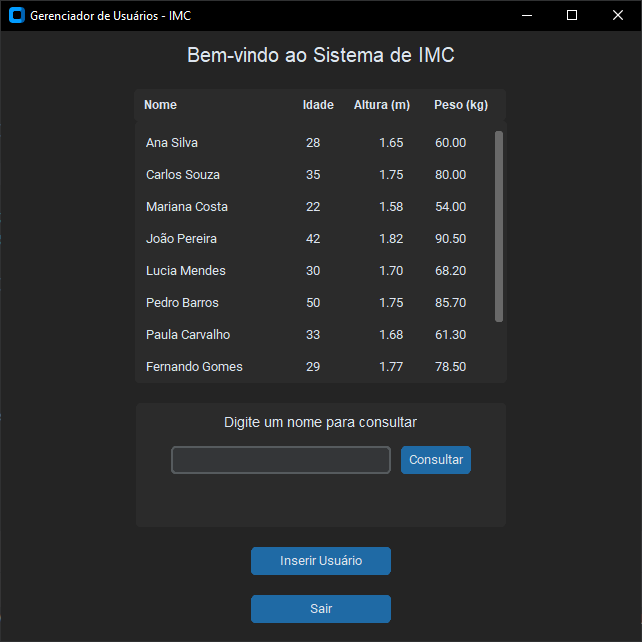 Gerenciador de Usuários - IMC
Bem-vindo ao Sistema de IMC
Nome Idade Altura (m) Peso (kg)
Ana Silva 28 1.65 60.00
Carlos Souza 35 1.75 80.00
Mariana Costa 22 1.58 54.00
João Pereira 42 1.82 90.50
Lucia Mendes 30 1.70 68.20
Pedro Barros 50 1.75 85.70
Paula Carvalho 33 1.68 61.30
Fernando Gomes 29 1.77 78.50
Digite um nome para consultar
Consultar
Inserir Usuário
Sair